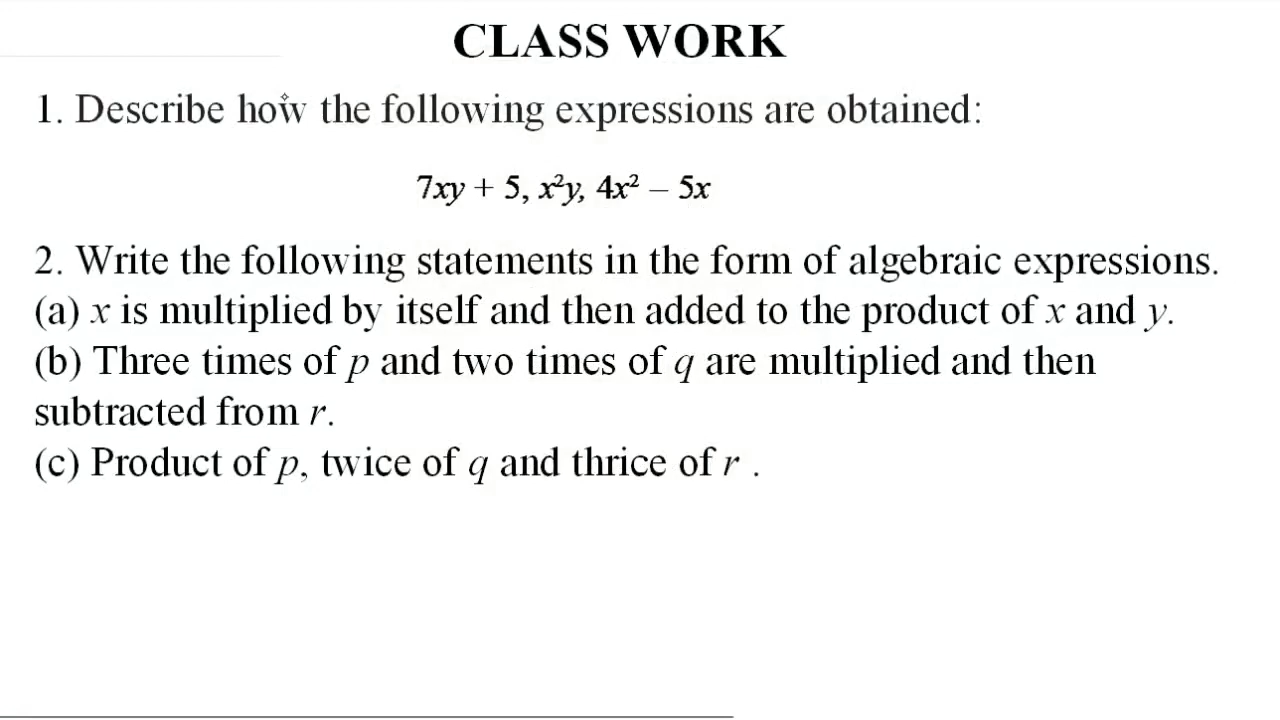 CLASS WORK
1. Describe how the following expressions are obtained:
7xy + 5, x²y, 4x² – 5x
2. Write the following statements in the form of algebraic expressions.
(a) x is multiplied by itself and then added to the product of x and y.
(b) Three times of p and two times of q are multiplied and then
subtracted from r.
(c) Product of p, twice of q and thrice of r .